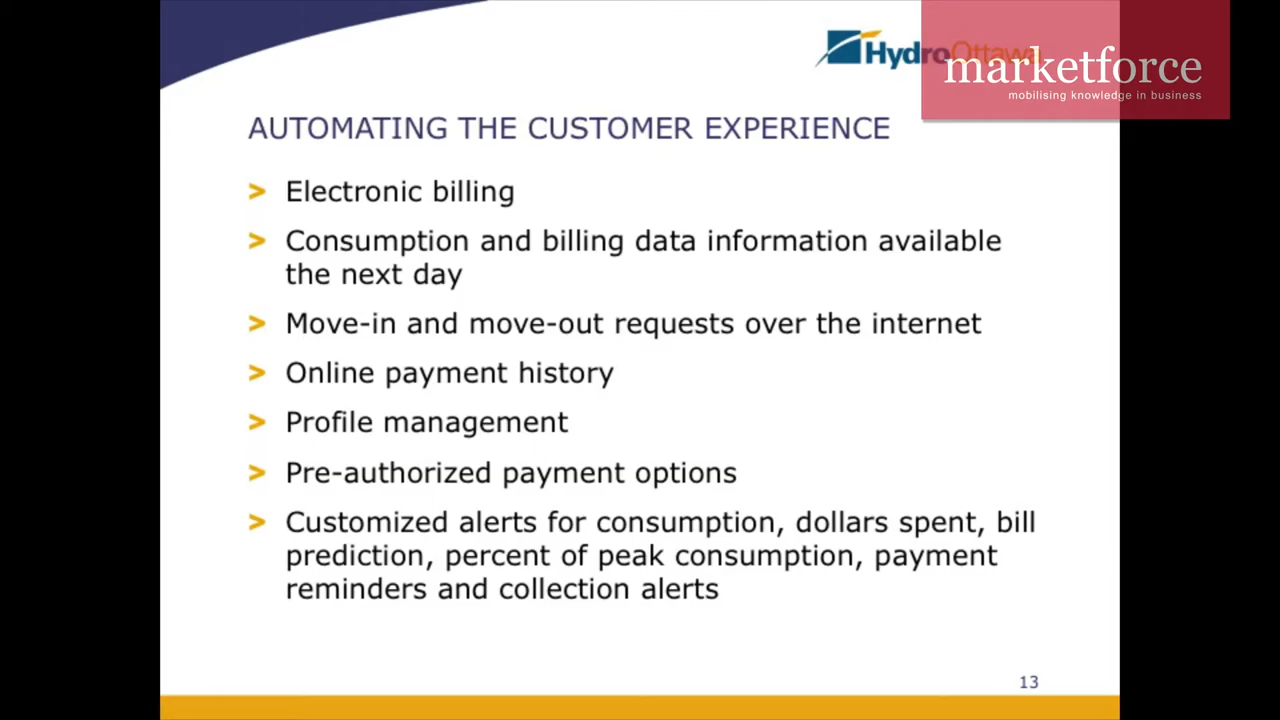 HydroOttawa
marketforce
mobilising knowledge in business
AUTOMATING THE CUSTOMER EXPERIENCE
> Electronic billing
> Consumption and billing data information available
the next day
> Move-in and move-out requests over the internet
> Online payment history
> Profile management
> Pre-authorized payment options
> Customized alerts for consumption, dollars spent, bill
prediction, percent of peak consumption, payment
reminders and collection alerts
13